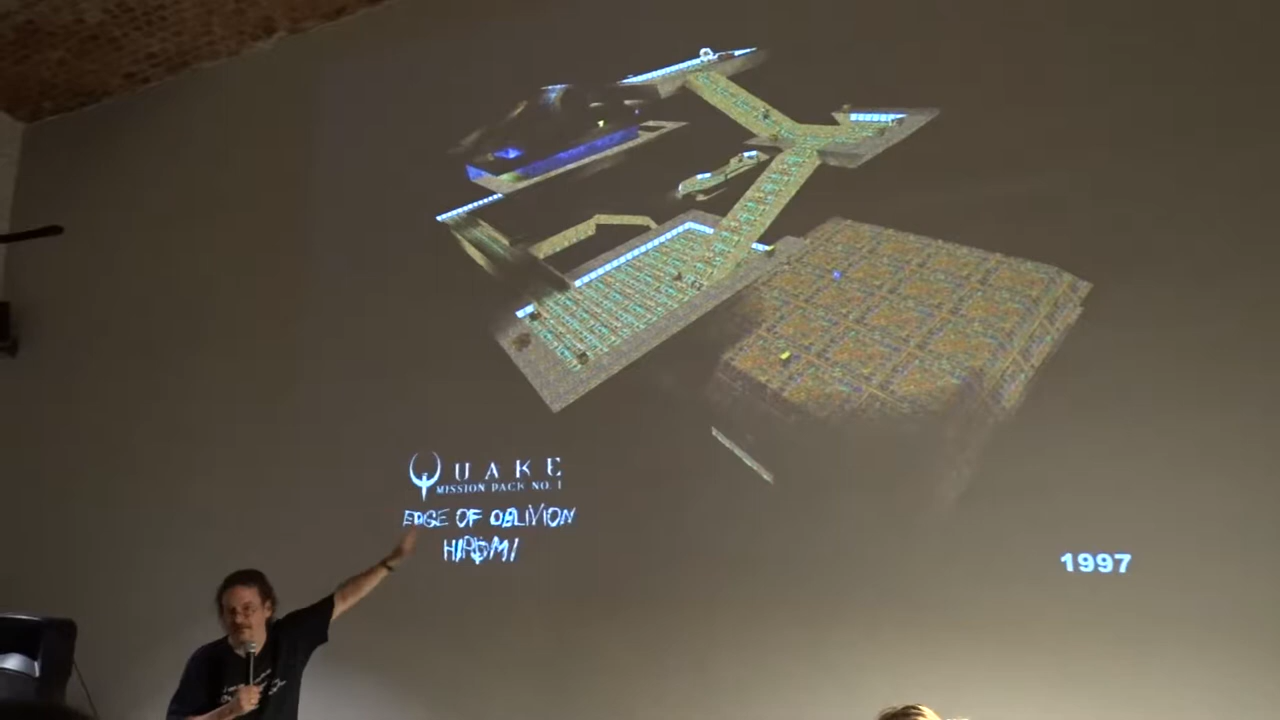 QUAKE
MISSION PACK NO. 1
EDGE OF OBLIVION
HIPDM1
1997